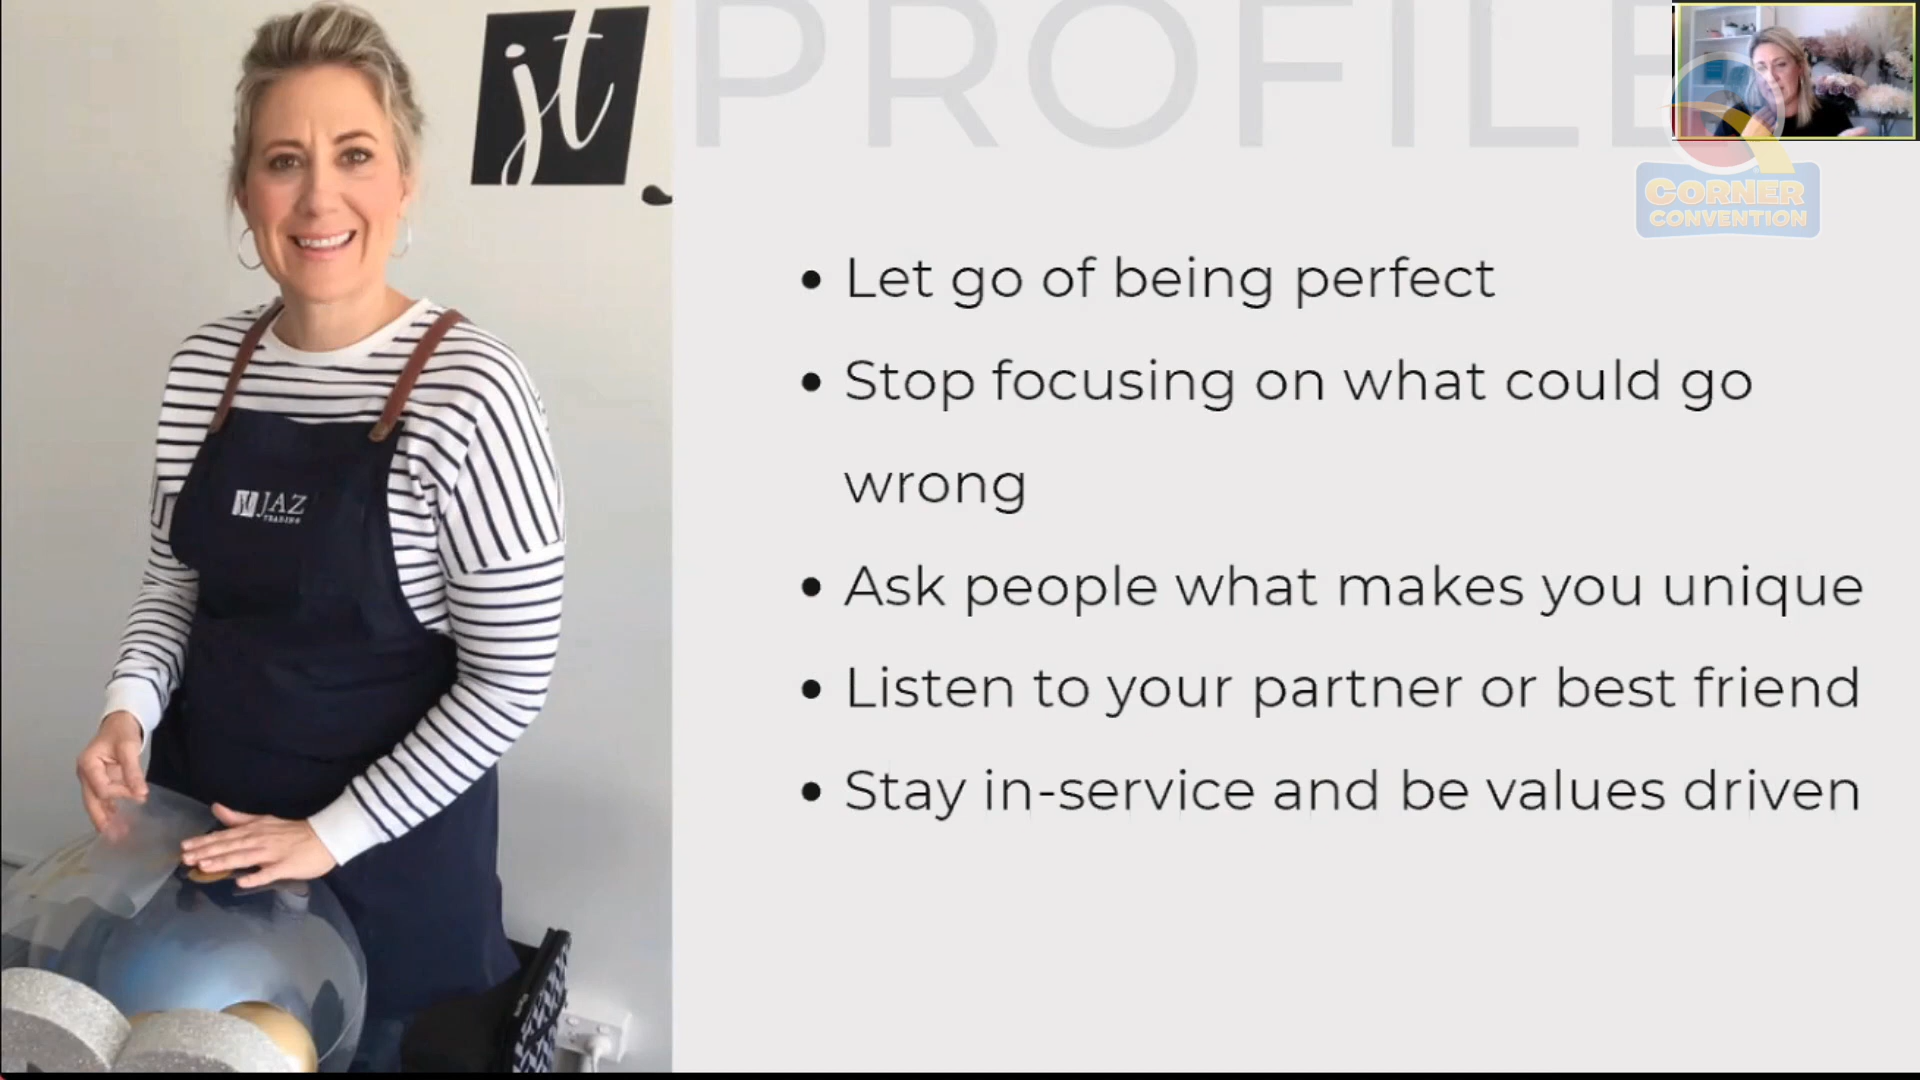 jt
PROFILE
CORNER
CONVENTION
• Let go of being perfect
• Stop focusing on what could go
wrong
• Ask people what makes you unique
• Listen to your partner or best friend
• Stay in-service and be values driven
JAZ
TRADING